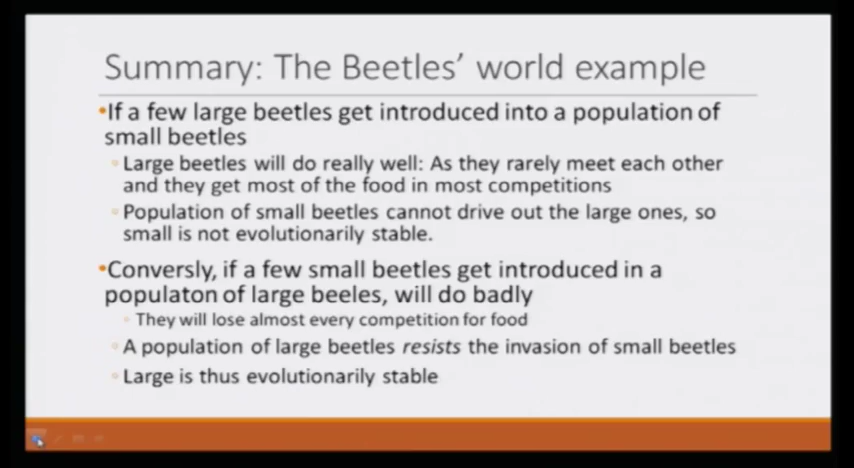 Summary: The Beetles' world example
•If a few large beetles get introduced into a population of
small beetles
◦Large beetles will do really well: As they rarely meet each other
and they get most of the food in most competitions
◦Population of small beetles cannot drive out the large ones, so
small is not evolutionarily stable.
•Conversly, if a few small beetles get introduced in a
populaton of large beeles, will do badly
◦They will lose almost every competition for food
◦A population of large beetles resists the invasion of small beetles
◦Large is thus evolutionarily stable